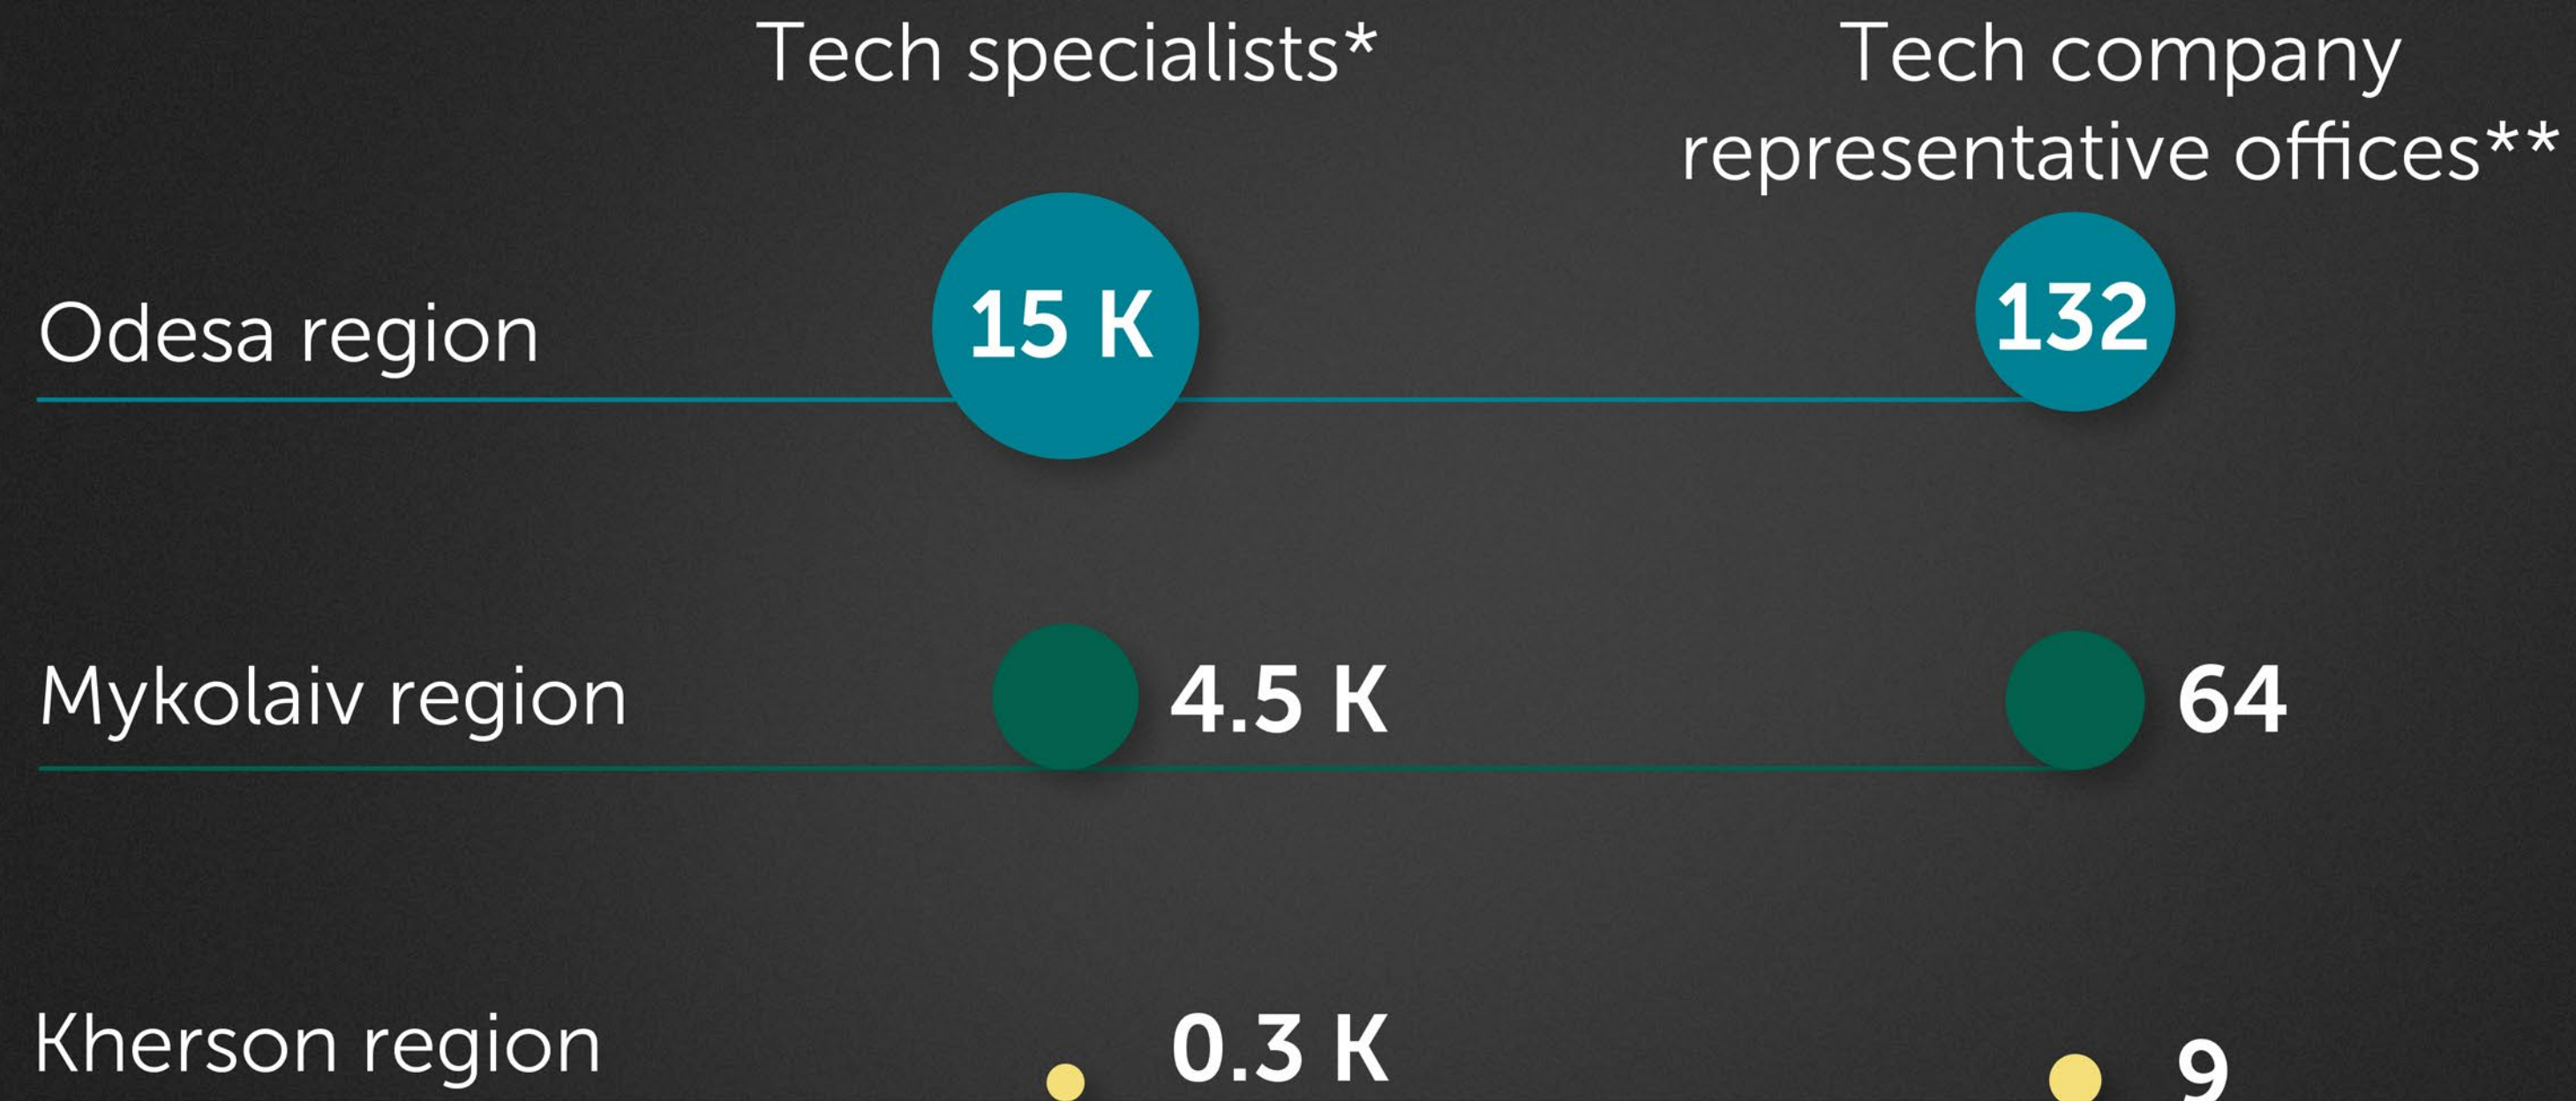 Tech specialists*
Tech company
representative offices**
Odesa region
15 K
132
Mykolaiv region
4.5 K
64
Kherson region
0.3 K
9